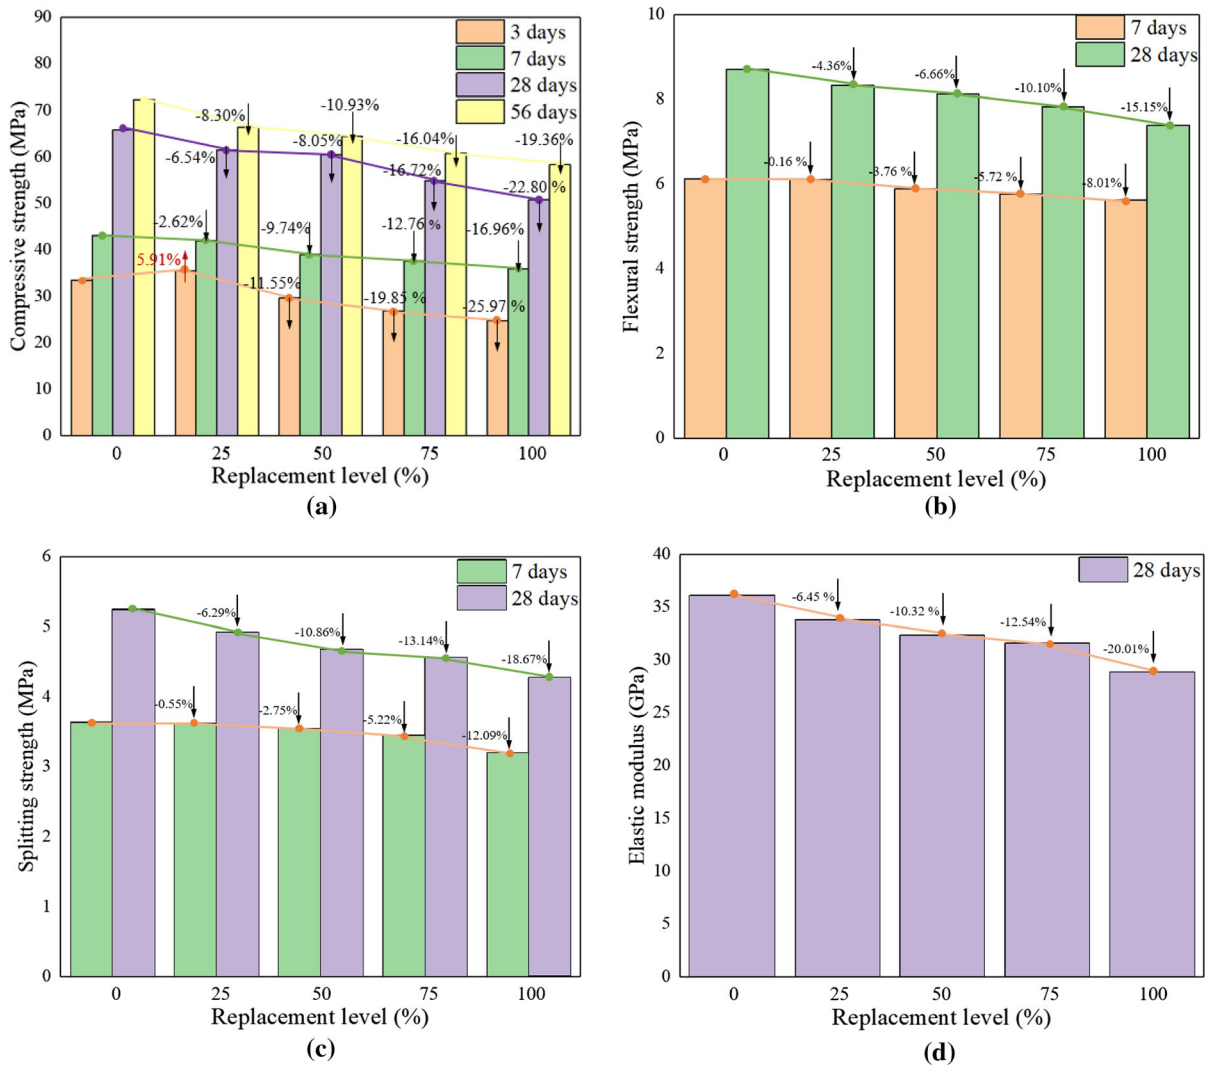 90
80
70
60
50
40
30
20
10
0
Compressive strength (MPa)
3 days
7 days
28 days
56 days
-8.30%
-10.93%
-16.04%
-19.36%
-6.54%
-8.05%
-16.72%
-22.80 %
-2.62%
-9.74%
-12.76 %
-16.96%
5.91%
-11.55%
-19.85 %
-25.97 %
0 25 50 75 100
Replacement level (%)
(a)
10
8
6
4
2
0
Flexural strength (MPa)
7 days
28 days
-4.36%
-6.66%
-10.10%
-15.15%
-0.16 %
-3.76 %
-5.72 %
-8.01%
0 25 50 75 100
Replacement level (%)
(b)
6
5
4
3
2
1
0
Splitting strength (MPa)
7 days
28 days
-6.29%
-10.86%
-13.14%
-18.67%
-0.55%
-2.75%
-5.22%
-12.09%
0 25 50 75 100
Replacement level (%)
(c)
40
35
30
25
20
15
10
5
0
Elastic modulus (GPa)
28 days
-6.45 %
-10.32 %
-12.54%
-20.01%
0 25 50 75 100
Replacement level (%)
(d)